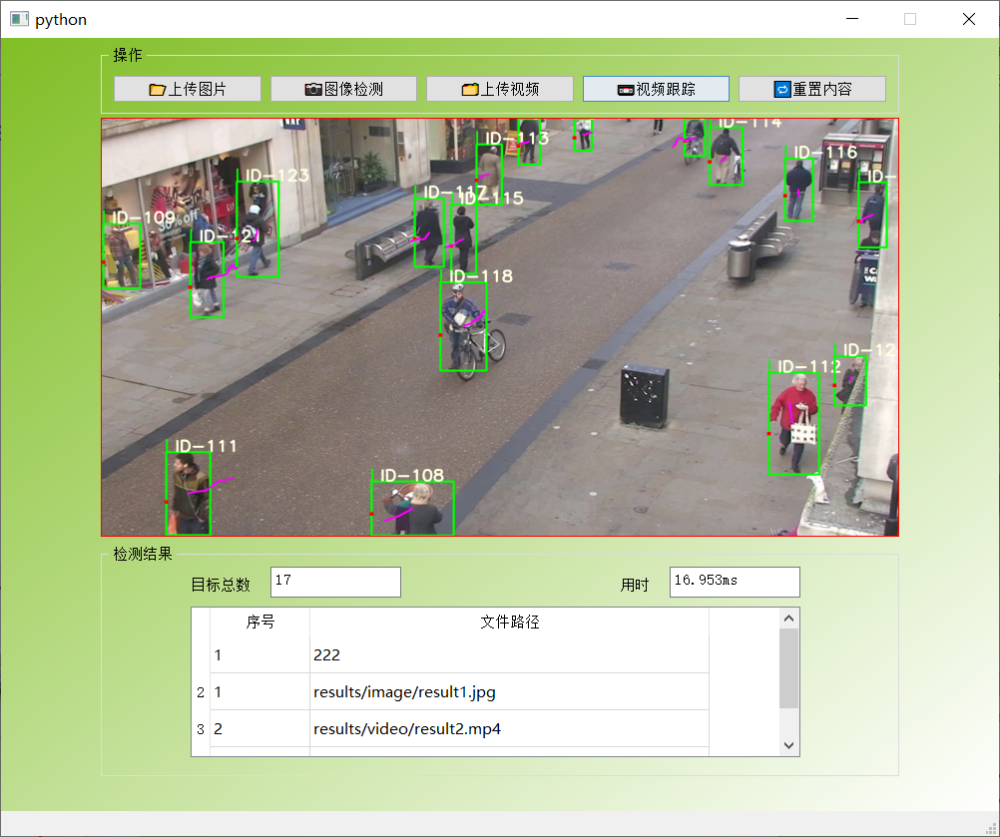 python
操作
上传图片 图像检测 上传视频 视频跟踪 重置内容
ID-113 ID-114
ID-116
ID-123 ID-
ID-117 ID-115
ID-109
ID-121
30% off
ID-118
ID-112 ID-12
ID-111
ID-108
检测结果
目标总数 17 用时 16.953ms
序号 文件路径
1 222
2 1 results/image/result1.jpg
3 2 results/video/result2.mp4